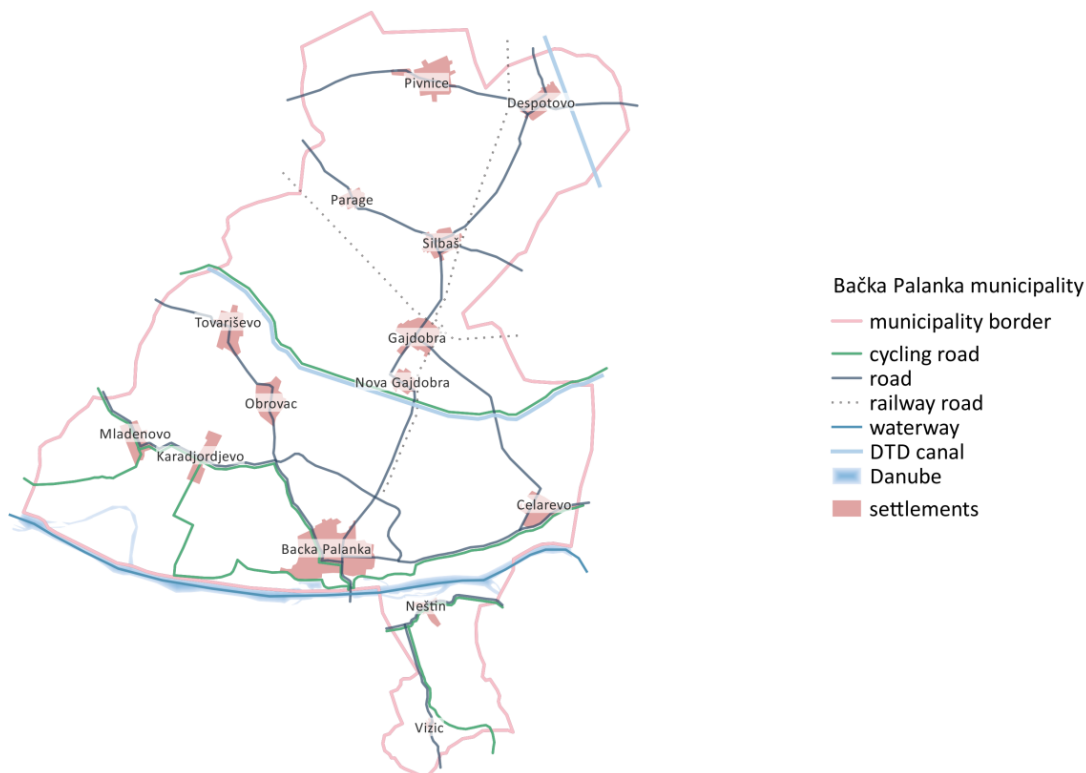 Pivnice
Despotovo
Parage
Silbaš
Tovariševo
Gajdobra
Nova Gajdobra
Obrovac
Mladenovo
Karadjordjevo
Celarevo
Backa Palanka
Neštin
Vizic
Bačka Palanka municipality
municipality border
cycling road
road
railway road
waterway
DTD canal
Danube
settlements